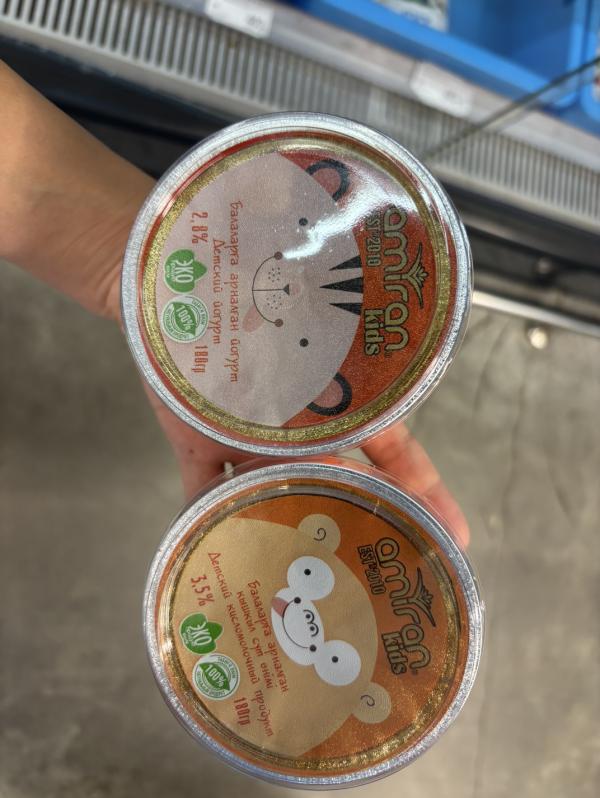 amiran
EST 2010
kids
Балаларға арналған йогурт
Детский йогурт
2,8%
ЭКО
100%
180гр
amiran
EST 2010
kids
Балаларға арналған
қышқыл сүт өнімі
Детский кисломолочный продукт
3,5%
ЭКО
100%
180гр